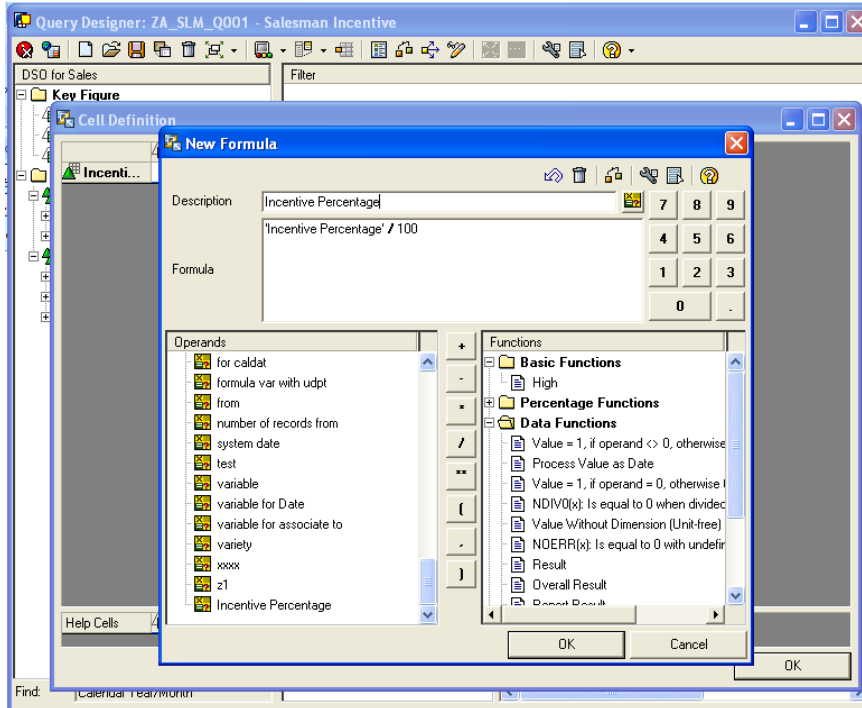 Query Designer: ZA_SLM_Q001 - Salesman Incentive
DSO for Sales
Filter
Key Figure
Cell Definition
Incenti...
New Formula
Description
Incentive Percentage
7 8 9
'Incentive Percentage' / 100
4 5 6
Formula
1 2 3
0 .
Operands
for caldat
formula var with udpt
from
number of records from
system date
test
variable
variable for Date
variable for associate to
variety
xxxx
z1
Incentive Percentage
+
-
*
/
**
(
,
)
Functions
Basic Functions
High
Percentage Functions
Data Functions
Value = 1, if operand <> 0, otherwise
Process Value as Date
Value = 1, if operand = 0, otherwise
NDIV0(x): Is equal to 0 when divided
Value Without Dimension (Unit-free)
NOERR(x): Is equal to 0 with undefin
Result
Overall Result
Report Result
Help Cells
OK Cancel
OK
Find:
Calendar Year/Month